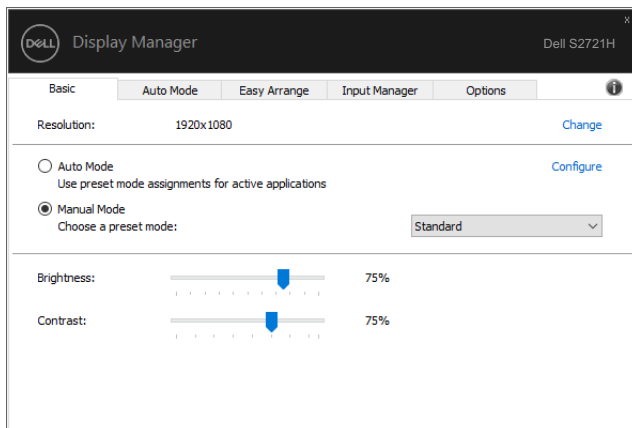 x
DELL Display Manager Dell S2721H
Basic Auto Mode Easy Arrange Input Manager Options i
Resolution: 1920x1080 Change
Auto Mode Configure
Use preset mode assignments for active applications
Manual Mode
Choose a preset mode: Standard
Brightness: 75%
Contrast: 75%